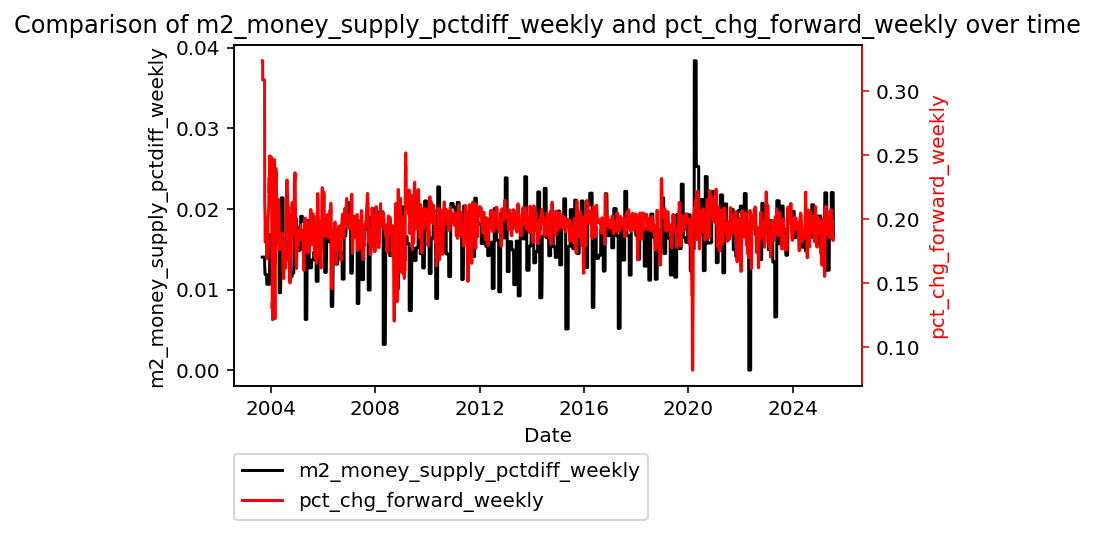 Comparison of m2_money_supply_pctdiff_weekly and pct_chg_forward_weekly over time
m2_money_supply_pctdiff_weekly
0.04
0.03
0.02
0.01
0.00
0.30
0.25
0.20
0.15
0.10
pct_chg_forward_weekly
2004 2008 2012 2016 2020 2024
Date
m2_money_supply_pctdiff_weekly
pct_chg_forward_weekly